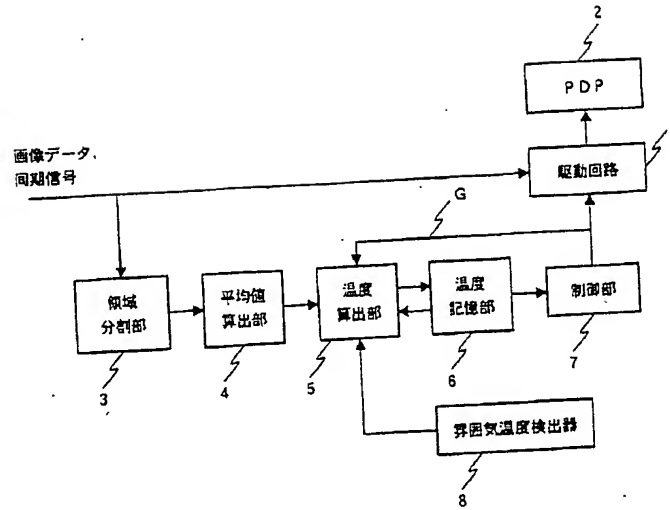 2
PDP
画像データ,
同期信号
駆動回路
G
領域
分割部
平均値
算出部
温度
算出部
温度
記憶部
制御部
3
4
5
6
7
雰囲気温度検出器
8